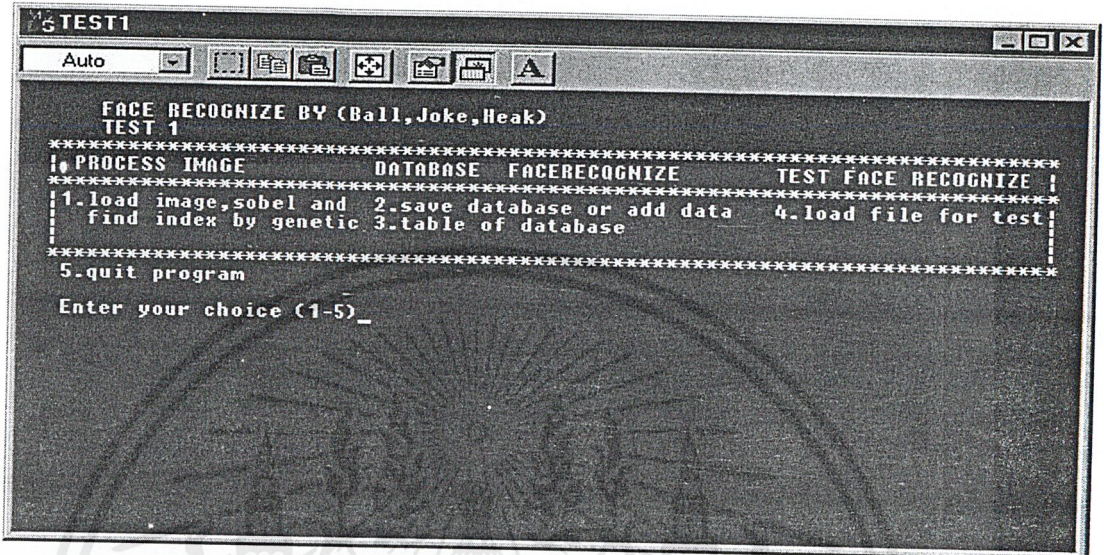 TEST1
Auto
A
FACE RECOGNIZE BY (Ball,Joke,Heak)
TEST 1
***********************************************************************
PROCESS IMAGE DATABASE FACERECOGNIZE TEST FACE RECOGNIZE |
***********************************************************************
1.load image,sobel and 2.save database or add data 4.load file for test
find index by genetic 3.table of database
***********************************************************************
5.quit program
Enter your choice (1-5)_